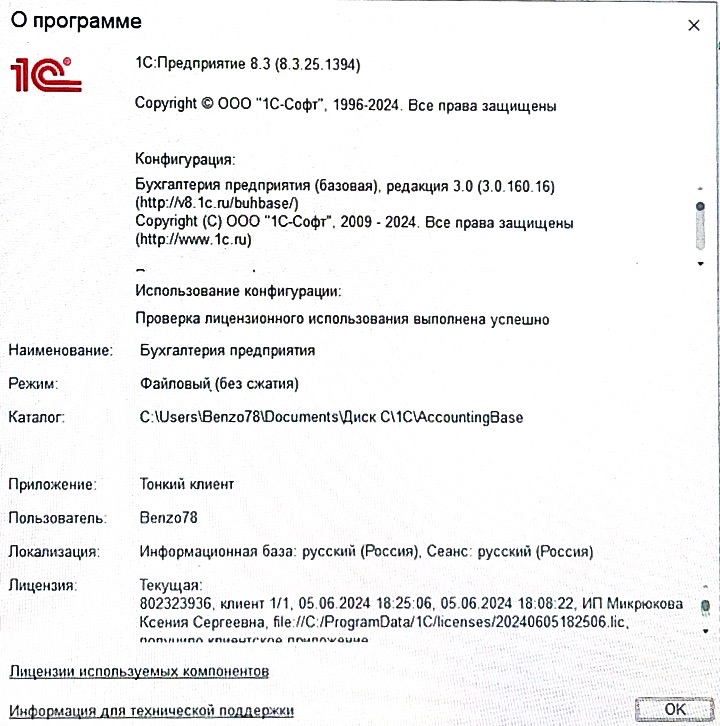 О программе
1С
1С:Предприятие 8.3 (8.3.25.1394)
Copyright © ООО "1С-Софт", 1996-2024. Все права защищены
Конфигурация:
Бухгалтерия предприятия (базовая), редакция 3.0 (3.0.160.16)
(http://v8.1c.ru/buhbase/)
Copyright (С) ООО "1С-Софт", 2009 - 2024. Все права защищены
(http://www.1c.ru)
Использование конфигурации:
Проверка лицензионного использования выполнена успешно
Наименование: Бухгалтерия предприятия
Режим: Файловый (без сжатия)
Каталог: C:\Users\Benzo78\Documents\Диск C\1C\AccountingBase
Приложение: Тонкий клиент
Пользователь: Benzo78
Локализация: Информационная база: русский (Россия), Сеанс: русский (Россия)
Лицензия: Текущая:
802323936, клиент 1/1, 05.06.2024 18:25:06, 05.06.2024 18:08:22, ИП Микрюкова
Ксения Сергеевна, file://C:/ProgramData/1C/licenses/20240605182506.lic,
получило клиентское приложение
Лицензии используемых компонентов
Информация для технической поддержки
OK